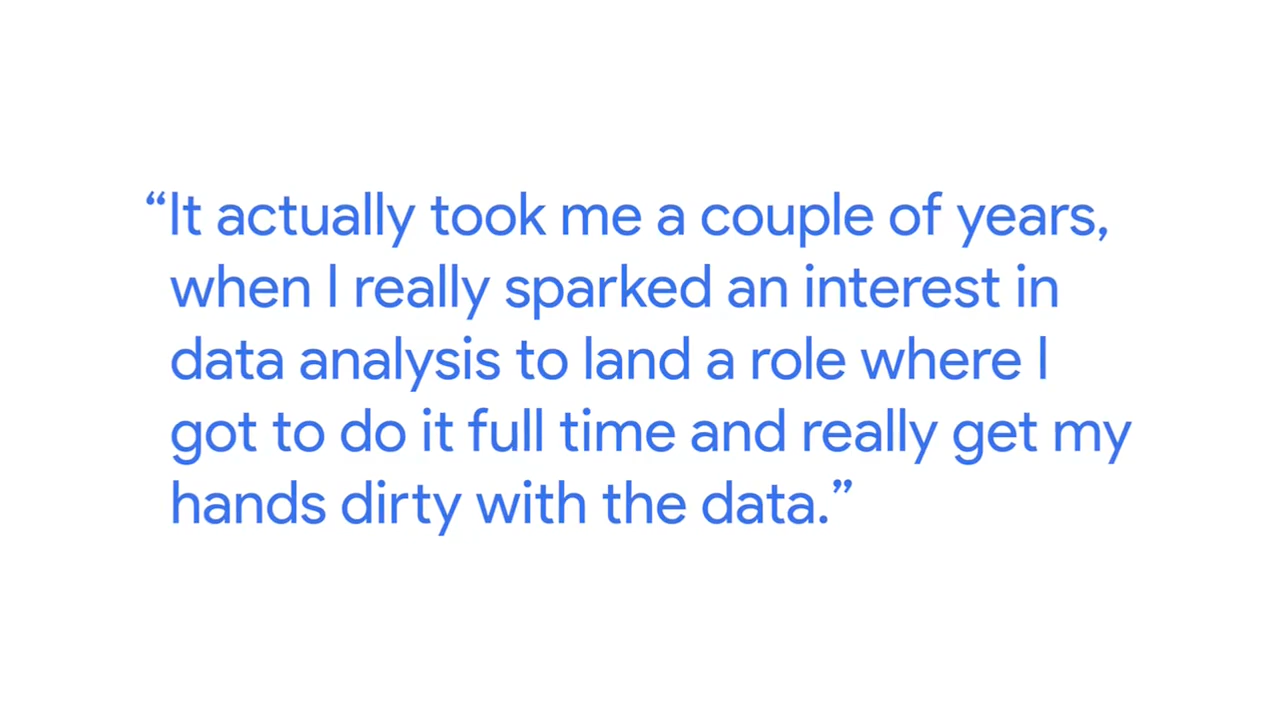 “It actually took me a couple of years,
when I really sparked an interest in
data analysis to land a role where I
got to do it full time and really get my
hands dirty with the data.”